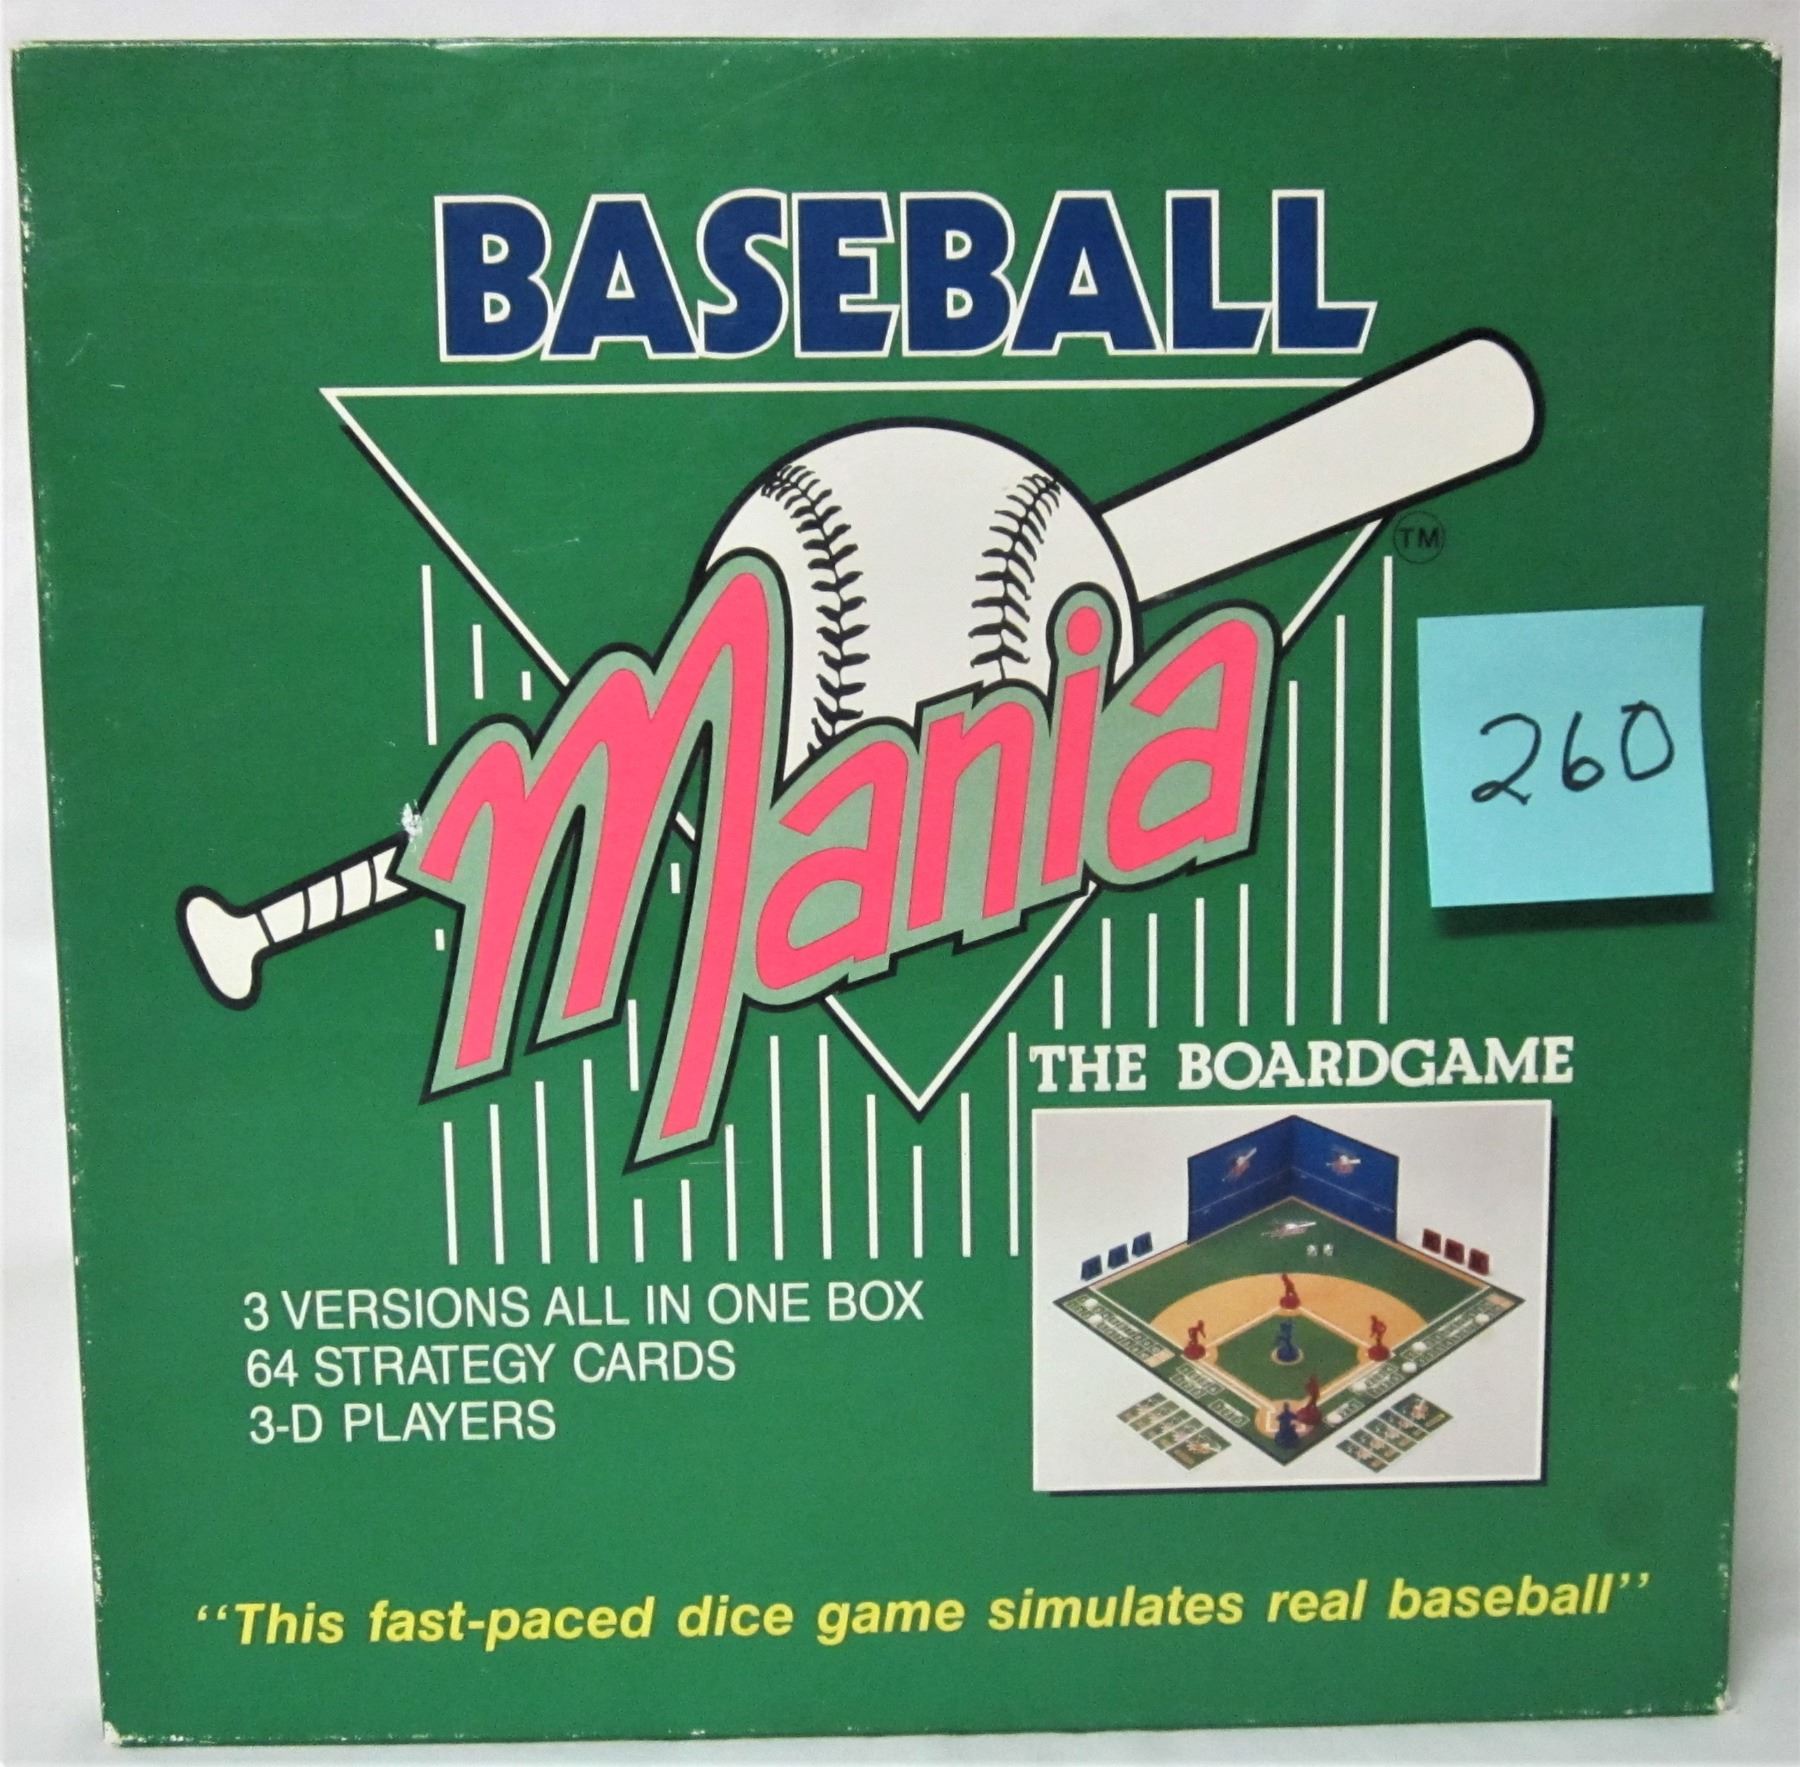 BASEBALL
Mania
TM
260
THE BOARDGAME
3 VERSIONS ALL IN ONE BOX
64 STRATEGY CARDS
3-D PLAYERS
"This fast-paced dice game simulates real baseball"